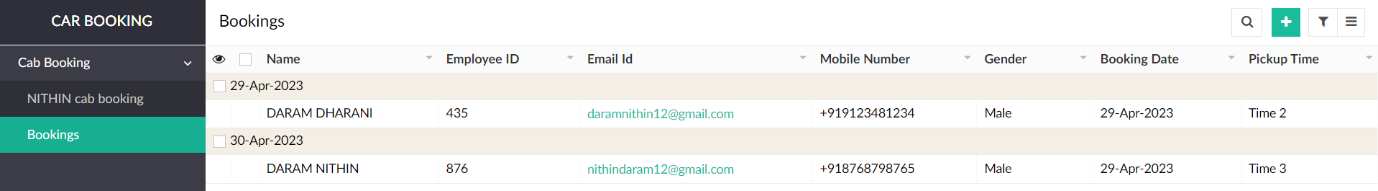 CAR BOOKING
Cab Booking
NITHIN cab booking
Bookings
Bookings
Name Employee ID Email Id Mobile Number Gender Booking Date Pickup Time
29-Apr-2023
DARAM DHARANI 435 daramnithin12@gmail.com +919123481234 Male 29-Apr-2023 Time 2
30-Apr-2023
DARAM NITHIN 876 nithindaram12@gmail.com +918768798765 Male 29-Apr-2023 Time 3